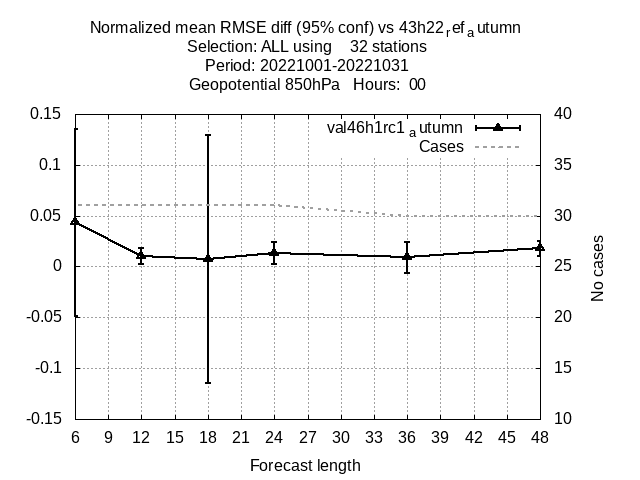 Normalized mean RMSE diff (95% conf) vs 43h22refautumn
Selection: ALL using 32 stations
Period: 20221001-20221031
Geopotential 850hPa Hours: 00
val46h1rc1autumn
Cases
0.15
0.1
0.05
0
-0.05
-0.1
-0.15
40
35
30
25
20
15
10
No cases
6 9 12 15 18 21 24 27 30 33 36 39 42 45 48
Forecast length